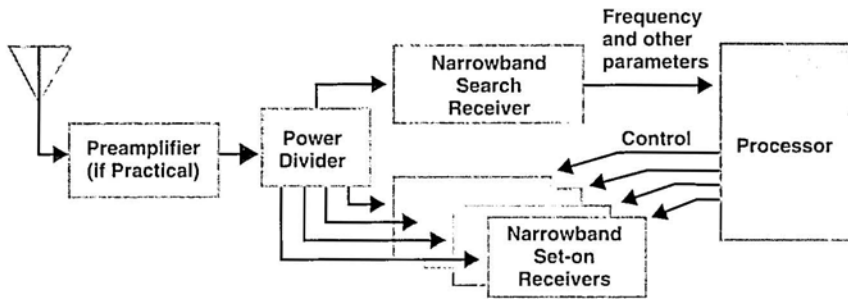 Preamplifier
(if Practical)
Power
Divider
Narrowband
Search
Receiver
Frequency
and other
parameters
Control
Processor
Narrowband
Set-on
Receivers